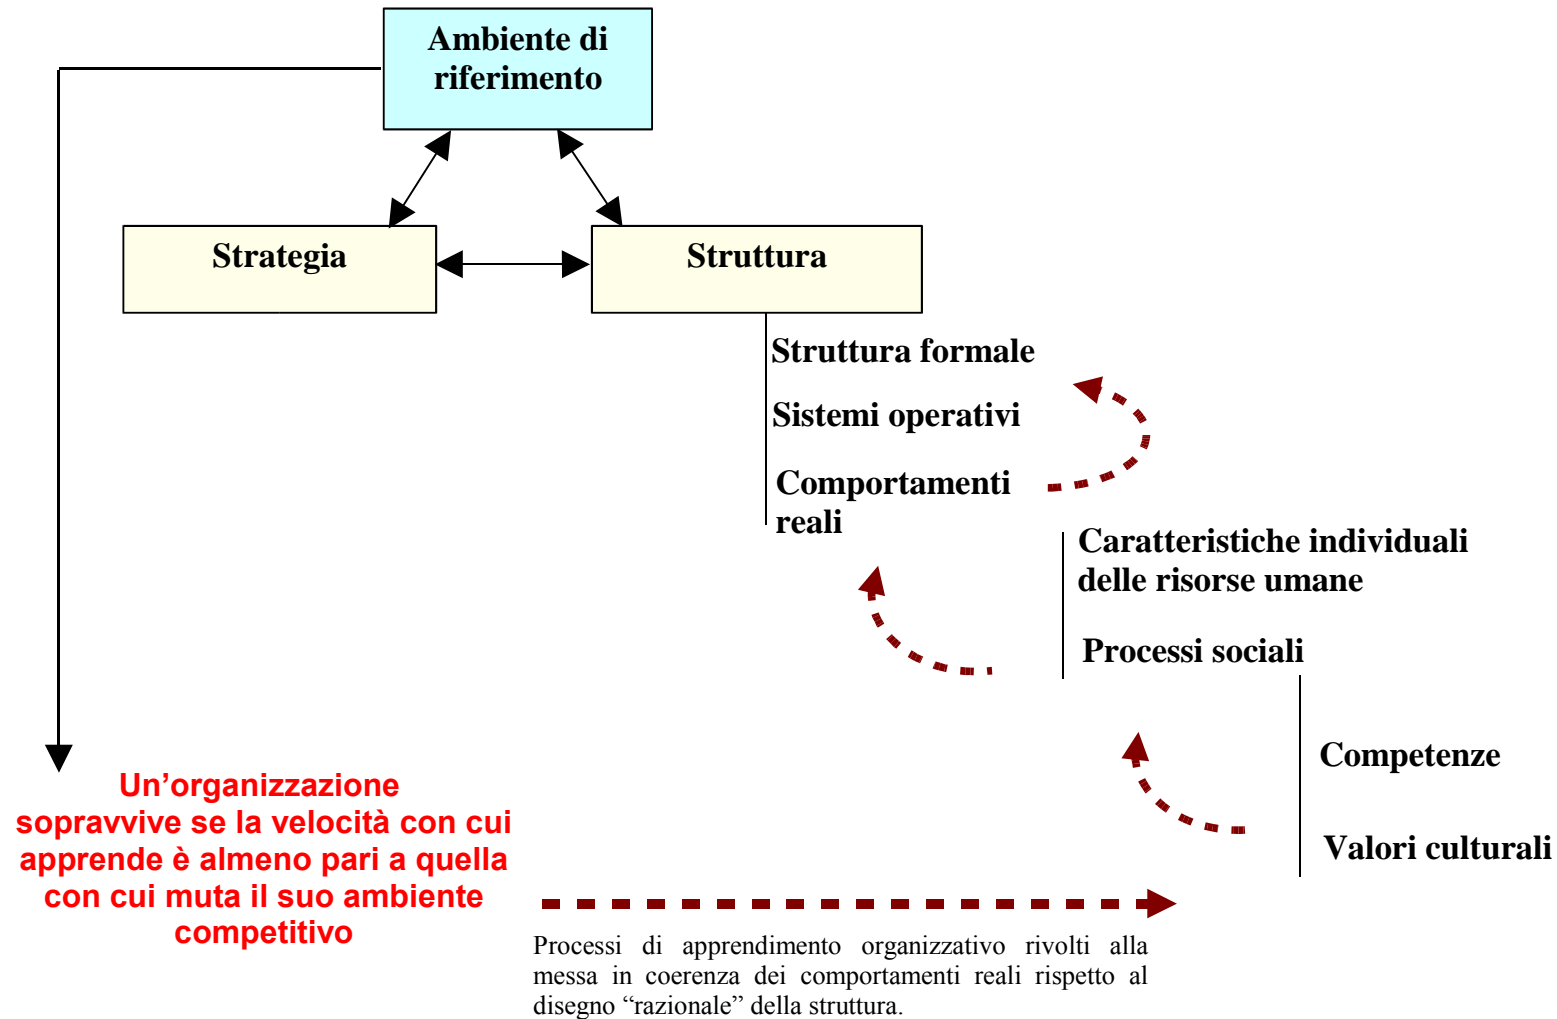 Ambiente di
riferimento
Strategia
Struttura
Struttura formale
Sistemi operativi
Comportamenti
reali
Caratteristiche individuali
delle risorse umane
Processi sociali
Competenze
Valori culturali
Un’organizzazione
sopravvive se la velocità con cui
apprende è almeno pari a quella
con cui muta il suo ambiente
competitivo
Processi di apprendimento organizzativo rivolti alla
messa in coerenza dei comportamenti reali rispetto al
disegno “razionale” della struttura.